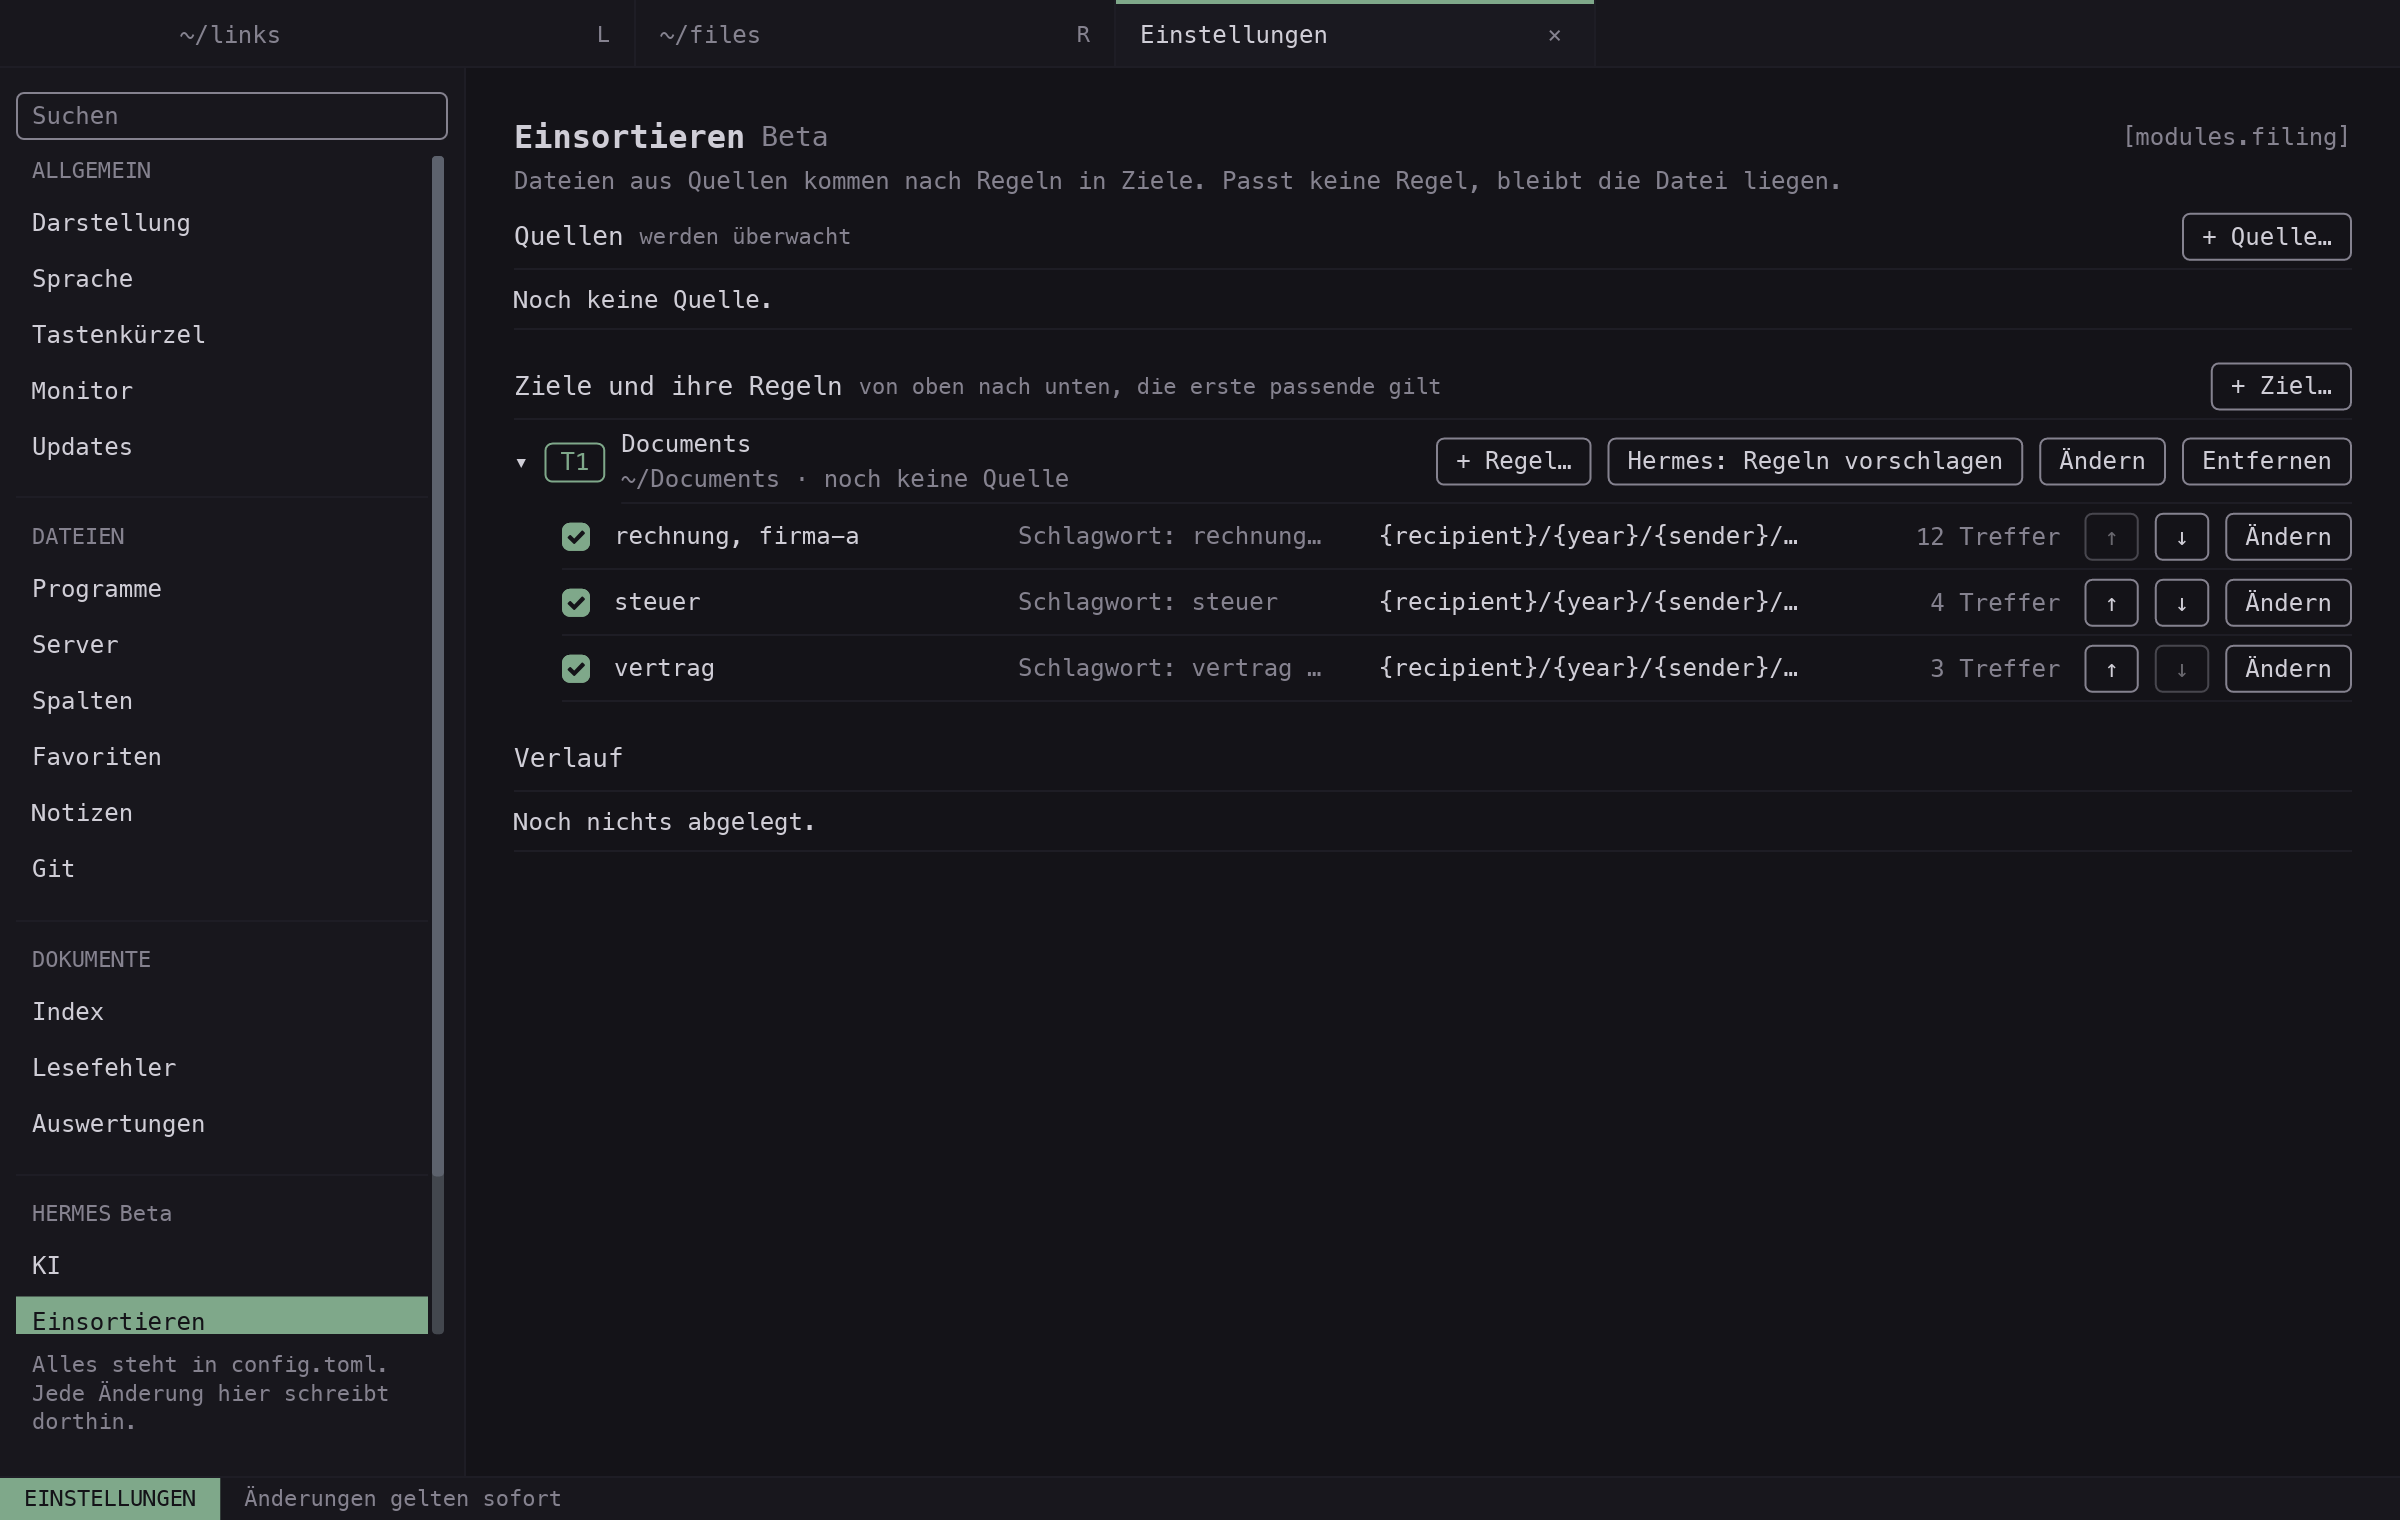 ~/links L ~/files R Einstellungen ×
Suchen
ALLGEMEIN
Darstellung
Sprache
Tastenkürzel
Monitor
Updates
DATEIEN
Programme
Server
Spalten
Favoriten
Notizen
Git
DOKUMENTE
Index
Lesefehler
Auswertungen
HERMES Beta
KI
Einsortieren
Alles steht in config.toml.
Jede Änderung hier schreibt
dorthin.
Einsortieren Beta [modules.filing]
Dateien aus Quellen kommen nach Regeln in Ziele. Passt keine Regel, bleibt die Datei liegen.
Quellen werden überwacht + Quelle…
Noch keine Quelle.
Ziele und ihre Regeln von oben nach unten, die erste passende gilt + Ziel…
▾ T1 Documents + Regel… Hermes: Regeln vorschlagen Ändern Entfernen
~/Documents · noch keine Quelle
rechnung, firma-a Schlagwort: rechnung… {recipient}/{year}/{sender}/… 12 Treffer ↑ ↓ Ändern
steuer Schlagwort: steuer {recipient}/{year}/{sender}/… 4 Treffer ↑ ↓ Ändern
vertrag Schlagwort: vertrag … {recipient}/{year}/{sender}/… 3 Treffer ↑ ↓ Ändern
Verlauf
Noch nichts abgelegt.
EINSTELLUNGEN Änderungen gelten sofort